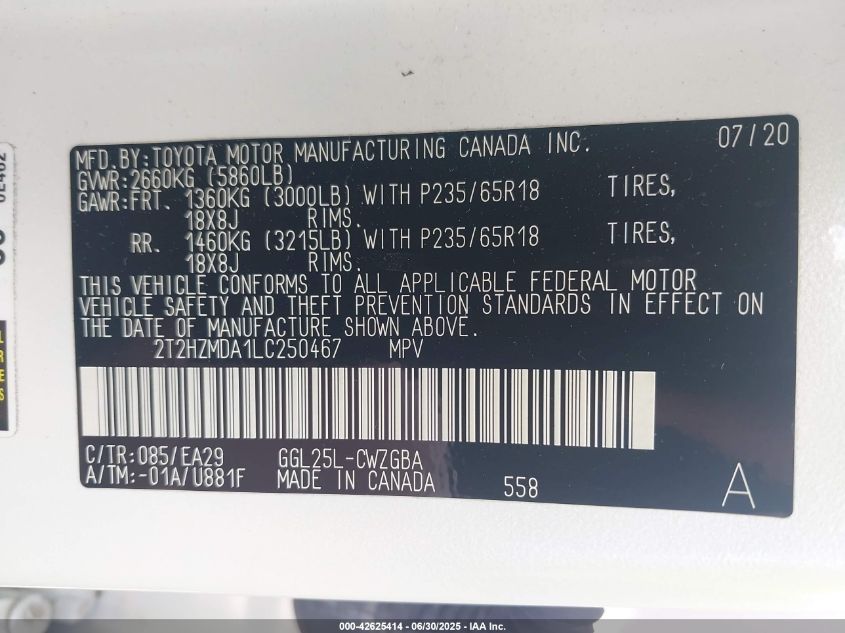 07/20
MFD.BY:TOYOTA MOTOR MANUFACTURING CANADA INC.
GVWR:2660KG (5860LB)
GAWR:FRT. 1360KG (3000LB) WITH P235/65R18 TIRES,
18X8J RIMS.
RR. 1460KG (3215LB) WITH P235/65R18 TIRES,
18X8J RIMS.
THIS VEHICLE CONFORMS TO ALL APPLICABLE FEDERAL MOTOR
VEHICLE SAFETY AND THEFT PREVENTION STANDARDS IN EFFECT ON
THE DATE OF MANUFACTURE SHOWN ABOVE.
2T2HZMDA1LC250467 MPV
C/TR:085/EA29 GGL25L-CWZGBA
A/TM:-01A/U881F MADE IN CANADA 558 A
000-42625414 - 06/30/2025 - IAA Inc.